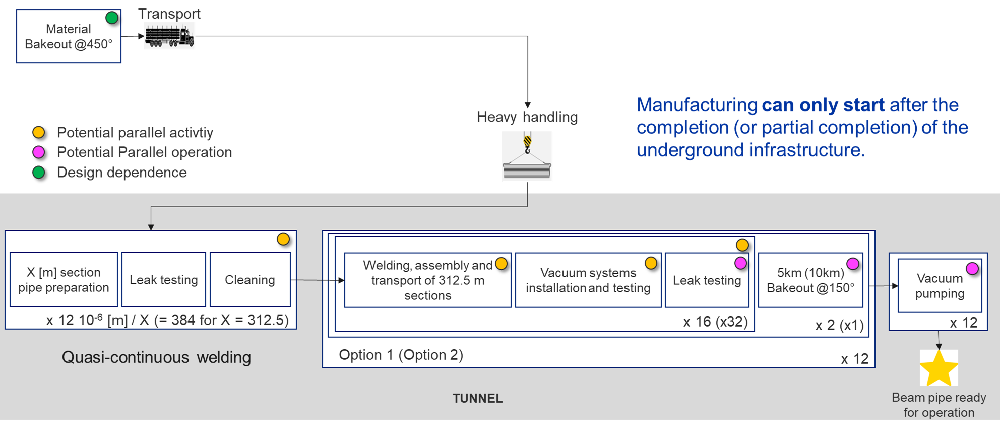 Material
Bakeout @450°
Transport
Heavy handling
Manufacturing can only start after the
completion (or partial completion) of the
underground infrastructure.
Potential parallel activtiy
Potential Parallel operation
Design dependence
X [m] section
pipe preparation
Leak testing
Cleaning
x 12 10-6 [m] / X (= 384 for X = 312.5)
Quasi-continuous welding
Welding, assembly and
transport of 312.5 m
sections
Vacuum systems
installation and testing
Leak testing
x 16 (x32)
5km (10km)
Bakeout @150°
x 2 (x1)
Option 1 (Option 2)
x 12
Vacuum
pumping
x 12
TUNNEL
Beam pipe ready
for operation